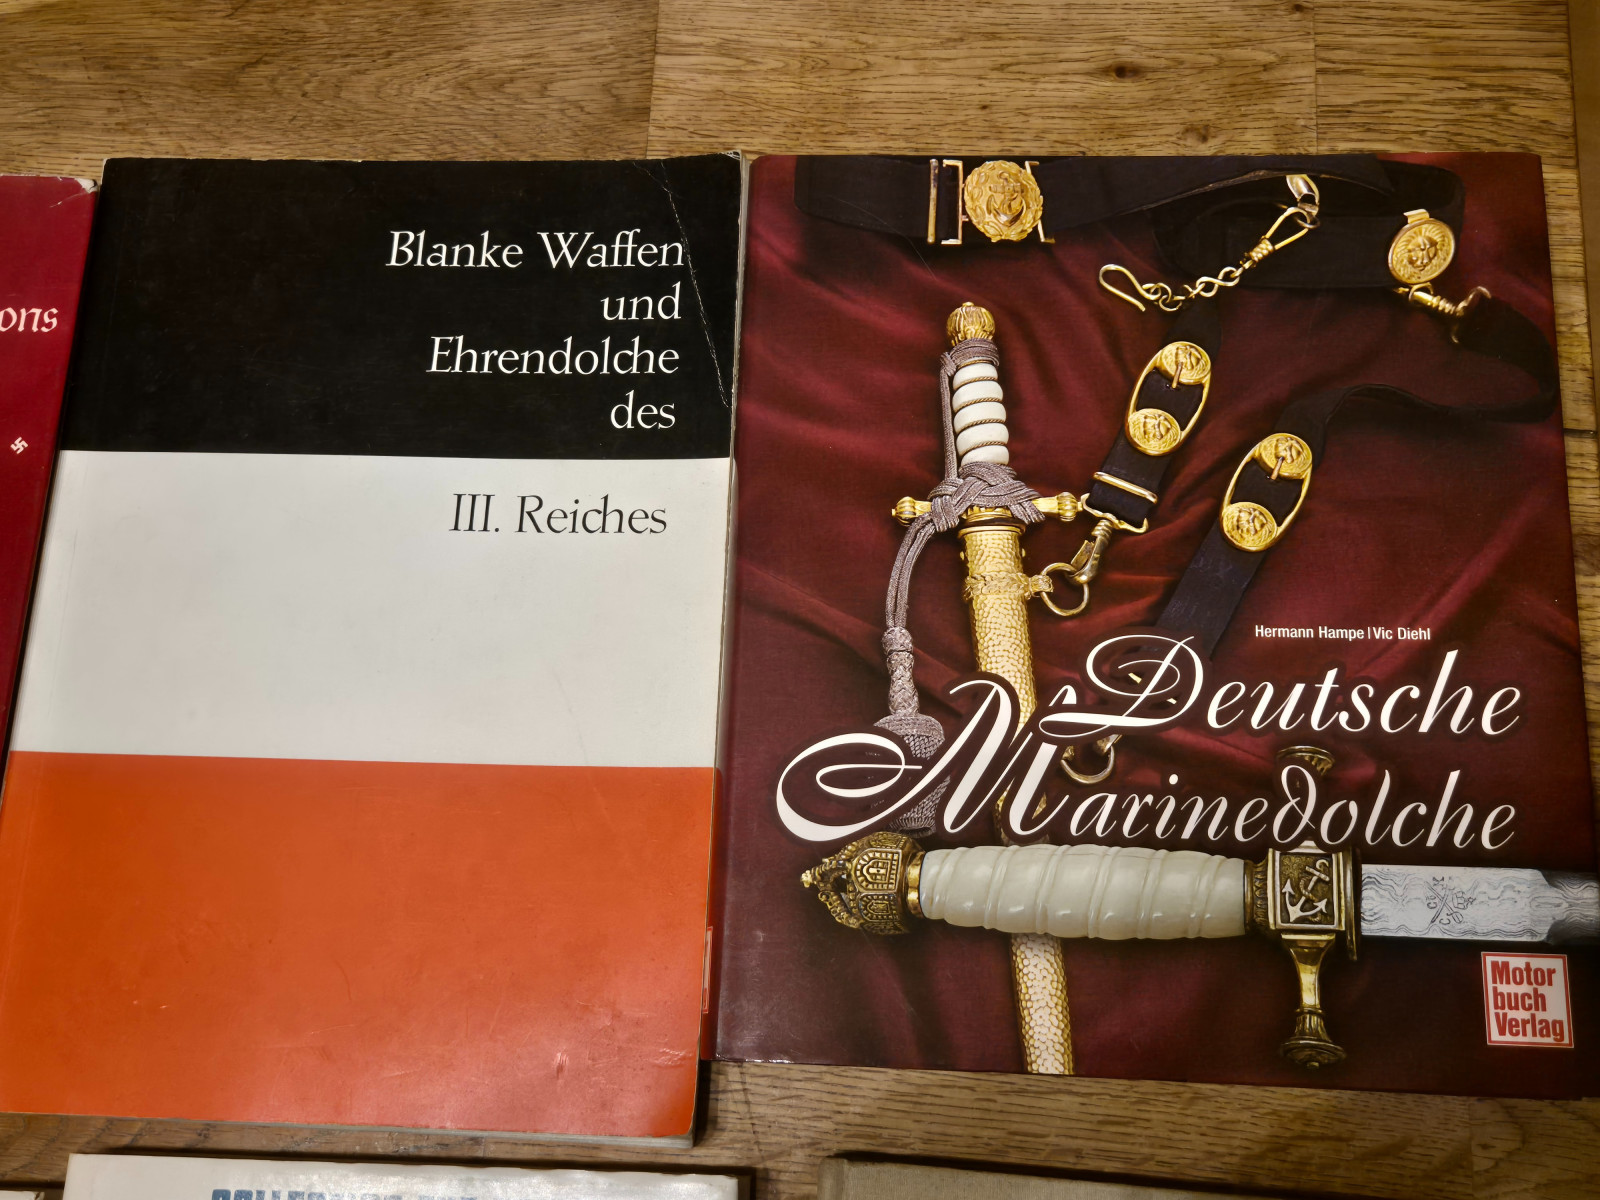 ons
Blanke Waffen
und
Ehrendolche
des
III. Reiches
Hermann Hampe | Vic Diehl
Deutsche
Marinedolche
Motor
buch
Verlag